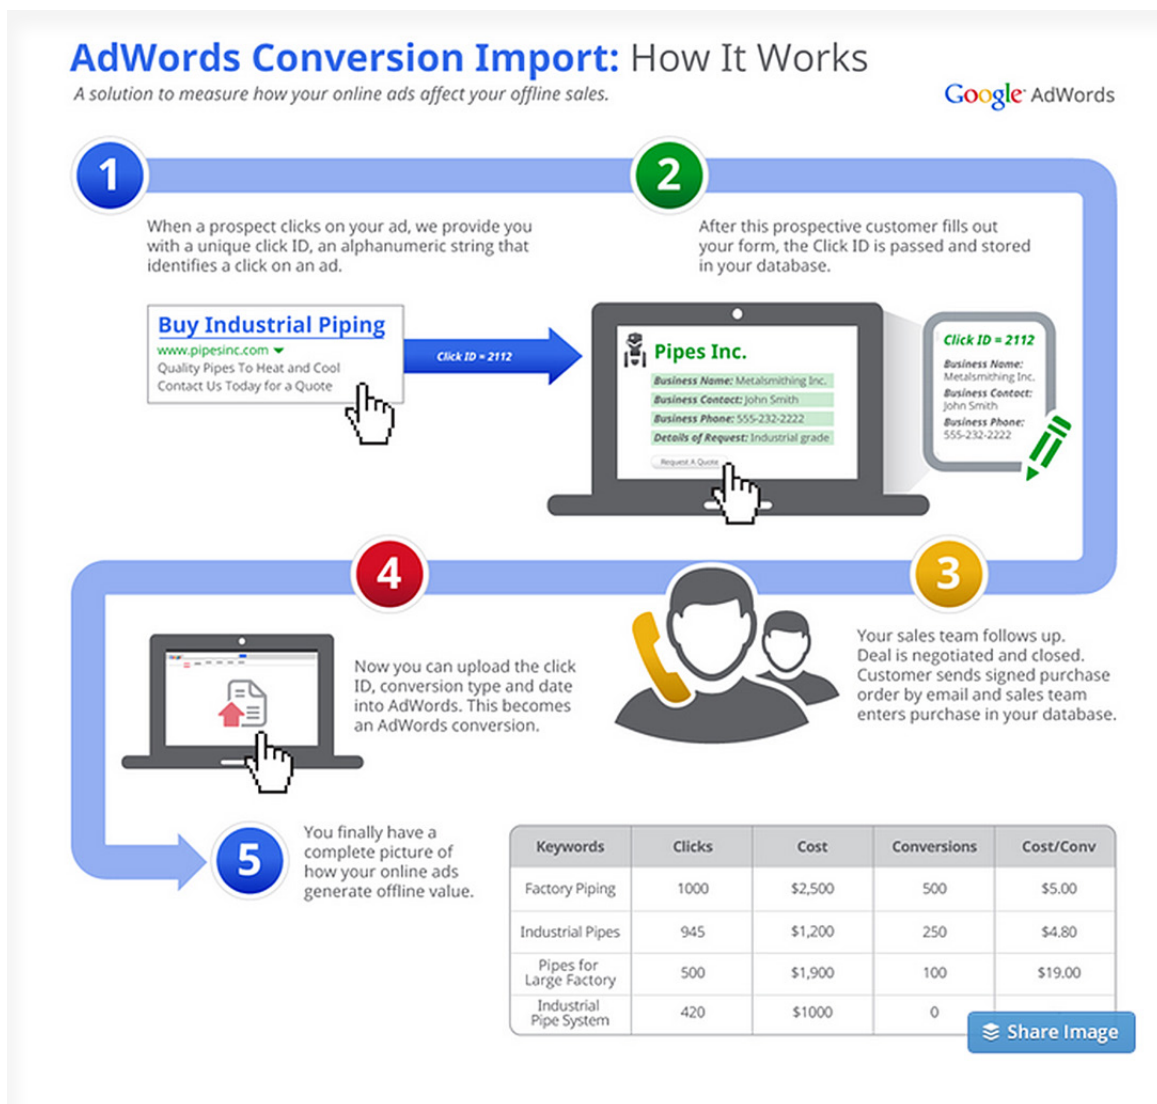 AdWords Conversion Import: How It Works
A solution to measure how your online ads affect your offline sales.
Google AdWords
1
2
When a prospect clicks on your ad, we provide you
with a unique click ID, an alphanumeric string that
identifies a click on an ad.
After this prospective customer fills out
your form, the Click ID is passed and stored
in your database.
Buy Industrial Piping
www.pipesinc.com
Quality Pipes To Heat and Cool
Contact Us Today for a Quote
Click ID = 2112
Pipes Inc.
Business Name: Metalsmithing Inc.
Business Contact: John Smith
Business Phone: 555-232-2222
Details of Request: Industrial grade
Request A Quote
Click ID = 2112
Business Name:
Metalsmithing Inc.
Business Contact:
John Smith
Business Phone:
555-232-2222
3
Your sales team follows up.
Deal is negotiated and closed.
Customer sends signed purchase
order by email and sales team
enters purchase in your database.
4
Now you can upload the click
ID, conversion type and date
into AdWords. This becomes
an AdWords conversion.
5
You finally have a
complete picture of
how your online ads
generate offline value.
Keywords Clicks Cost Conversions Cost/Conv
Factory Piping 1000 $2,500 500 $5.00
Industrial Pipes 945 $1,200 250 $4.80
Pipes for
Large Factory 500 $1,900 100 $19.00
Industrial
Pipe System 420 $1000 0
Share Image